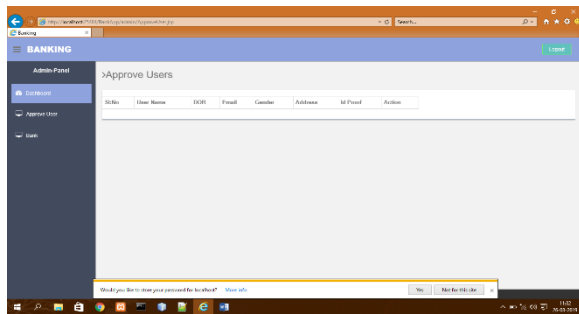 Search...
Banking
BANKING
Logout
Admin-Panel
>Approve Users
Dashboard
Sl.No User Name DOB Email Gender Address Id Proof Action
Approve User
Bank
Would you like to store your password for localhost? More info
Yes
Not for this site
11:02